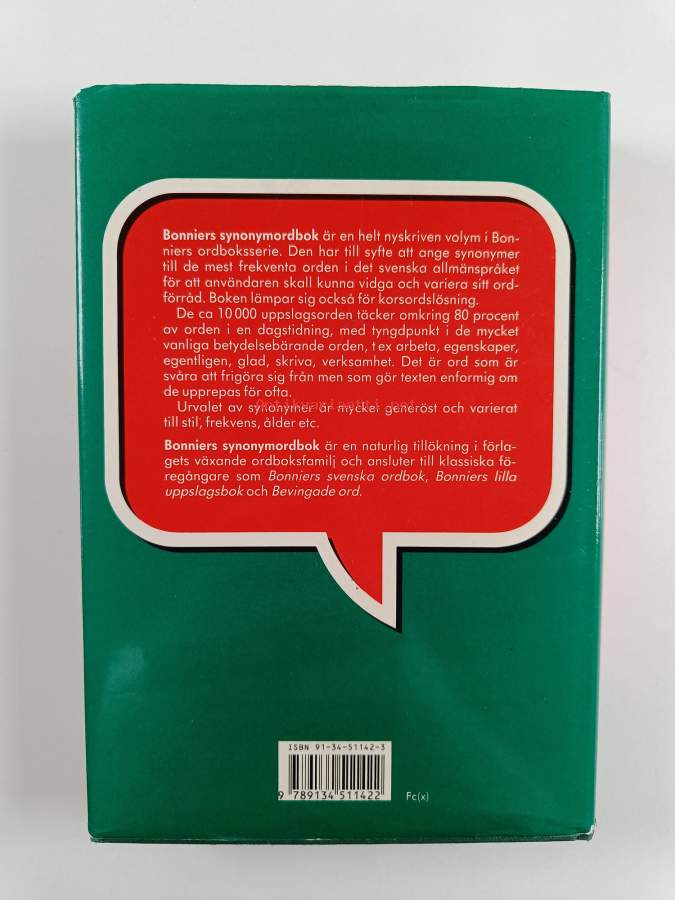 Bonniers synonymordbok är en helt nyskriven volym i Bon-
niers ordboksserie. Den har till syfte att ange synonymer
till de mest frekventa orden i det svenska allmänspråket
för att användaren skall kunna vidga och variera sitt ord-
förråd. Boken lämpar sig också för korsordslösning.
De ca 10 000 uppslagsorden täcker omkring 80 procent
av orden i en dagstidning, med tyngdpunkt i de mycket
vanliga betydelsebärande orden, t ex arbeta, egenskaper,
egentligen, glad, skriva, verksamhet. Det är ord som är
svåra att frigöra sig från men som gör texten enformig om
de upprepas för ofta.
Urvalet av synonymer är mycket generöst och varierat
till stil, frekvens, ålder etc.
Bonniers synonymordbok är en naturlig tillökning i förla-
gets växande ordboksfamilj och ansluter till klassiska fö-
regångare som Bonniers svenska ordbok, Bonniers lilla
uppslagsbok och Bevingade ord.
ISBN 91-34-51142-3
9 789134 511422
Fc(x)